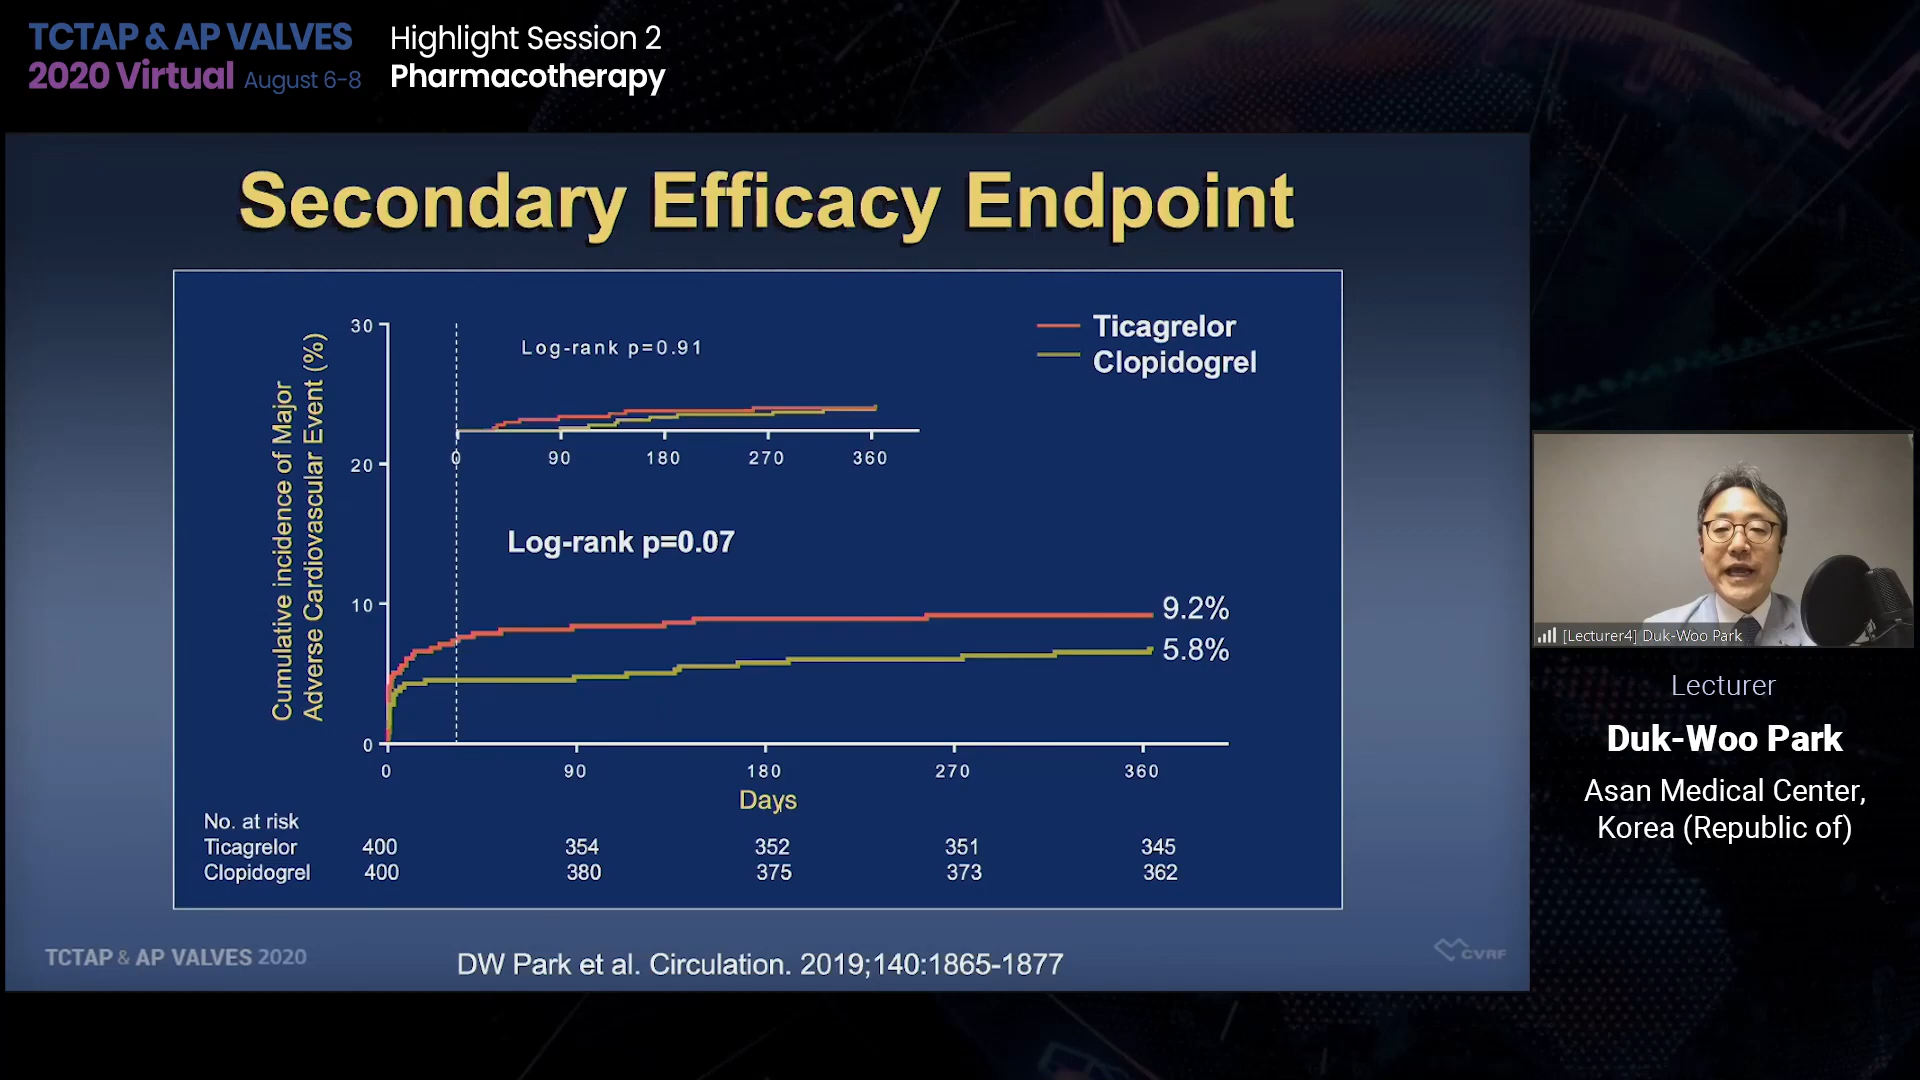 TCTAP & AP VALVES
2020 Virtual August 6-8
Highlight Session 2
Pharmacotherapy
Secondary Efficacy Endpoint
Cumulative incidence of Major
Adverse Cardiovascular Event (%)
30
20
10
0
Log-rank p=0.91
0 90 180 270 360
Ticagrelor
Clopidogrel
Log-rank p=0.07
9.2%
5.8%
0 90 180 270 360
Days
No. at risk
Ticagrelor 400 354 352 351 345
Clopidogrel 400 380 375 373 362
TCTAP & AP VALVES 2020
DW Park et al. Circulation. 2019;140:1865-1877
CVRF
[Lecturer4] Duk-Woo Park
Lecturer
Duk-Woo Park
Asan Medical Center,
Korea (Republic of)